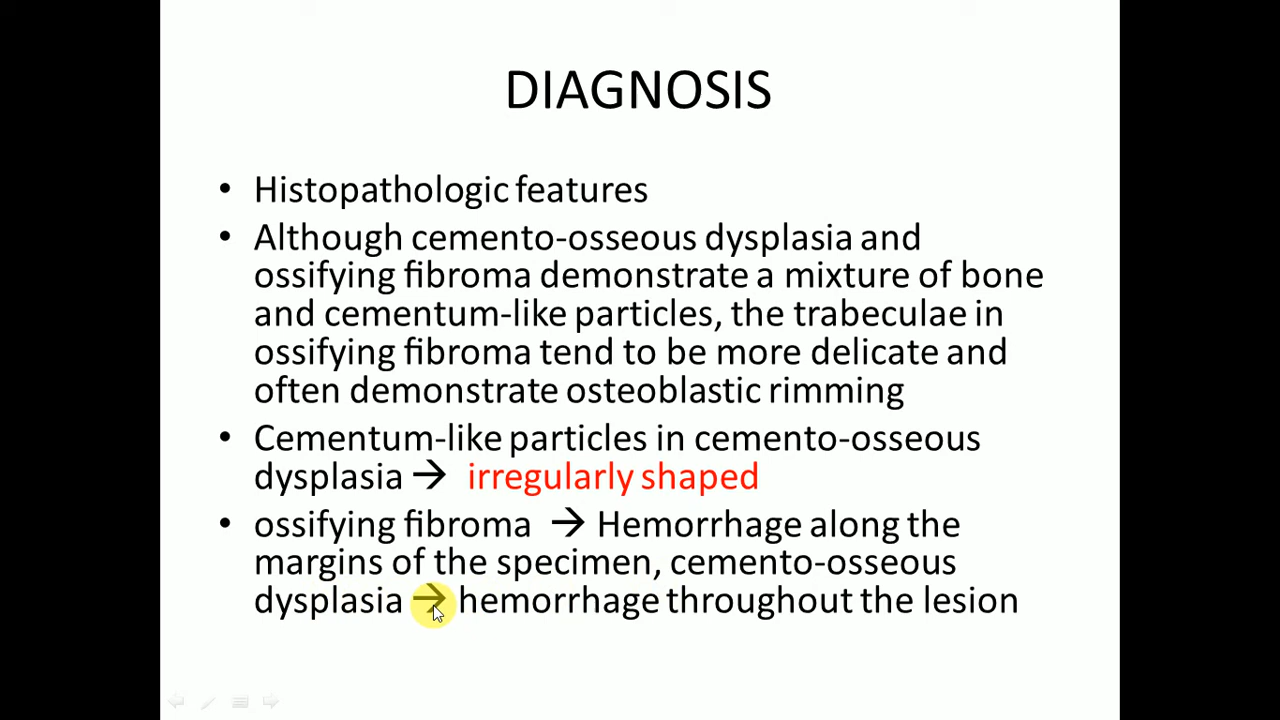 DIAGNOSIS
• Histopathologic features
• Although cemento-osseous dysplasia and
ossifying fibroma demonstrate a mixture of bone
and cementum-like particles, the trabeculae in
ossifying fibroma tend to be more delicate and
often demonstrate osteoblastic rimming
• Cementum-like particles in cemento-osseous
dysplasia → irregularly shaped
• ossifying fibroma → Hemorrhage along the
margins of the specimen, cemento-osseous
dysplasia → hemorrhage throughout the lesion